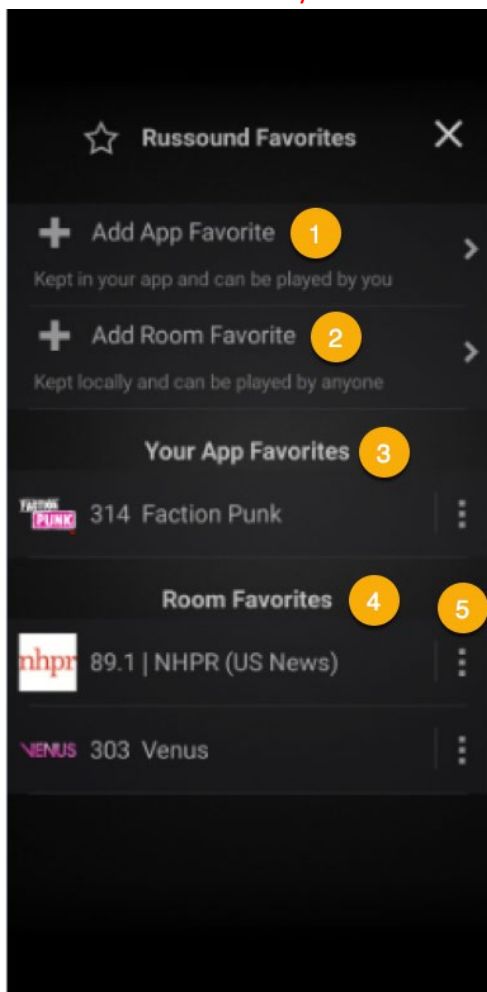 Russound Favorites
Add App Favorite 1
Kept in your app and can be played by you
Add Room Favorite 2
Kept locally and can be played by anyone
Your App Favorites 3
FACTION PUNK 314 Faction Punk
Room Favorites 4 5
nhpr 89.1 | NHPR (US News)
VENUS 303 Venus